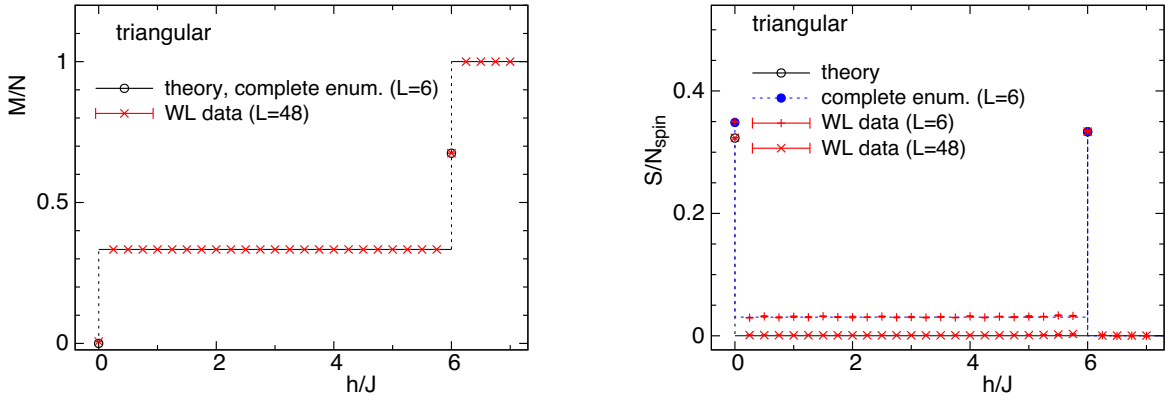 triangular
theory, complete enum. (L=6)
WL data (L=48)
M/N
1
0.5
0
0
2
4
6
h/J
triangular
theory
complete enum. (L=6)
WL data (L=6)
WL data (L=48)
S/Nspin
0.4
0.2
0
0
2
4
6
h/J